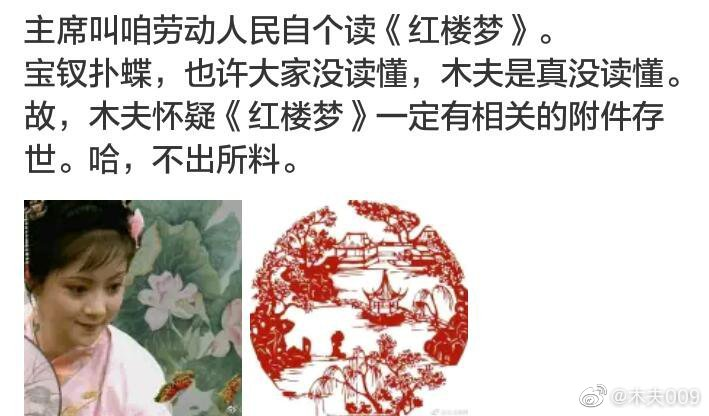 主席叫咱劳动人民自个读《红楼梦》。
宝钗扑蝶，也许大家没读懂，木夫是真没读懂。
故，木夫怀疑《红楼梦》一定有相关的附件存
世。哈，不出所料。
@木夫009